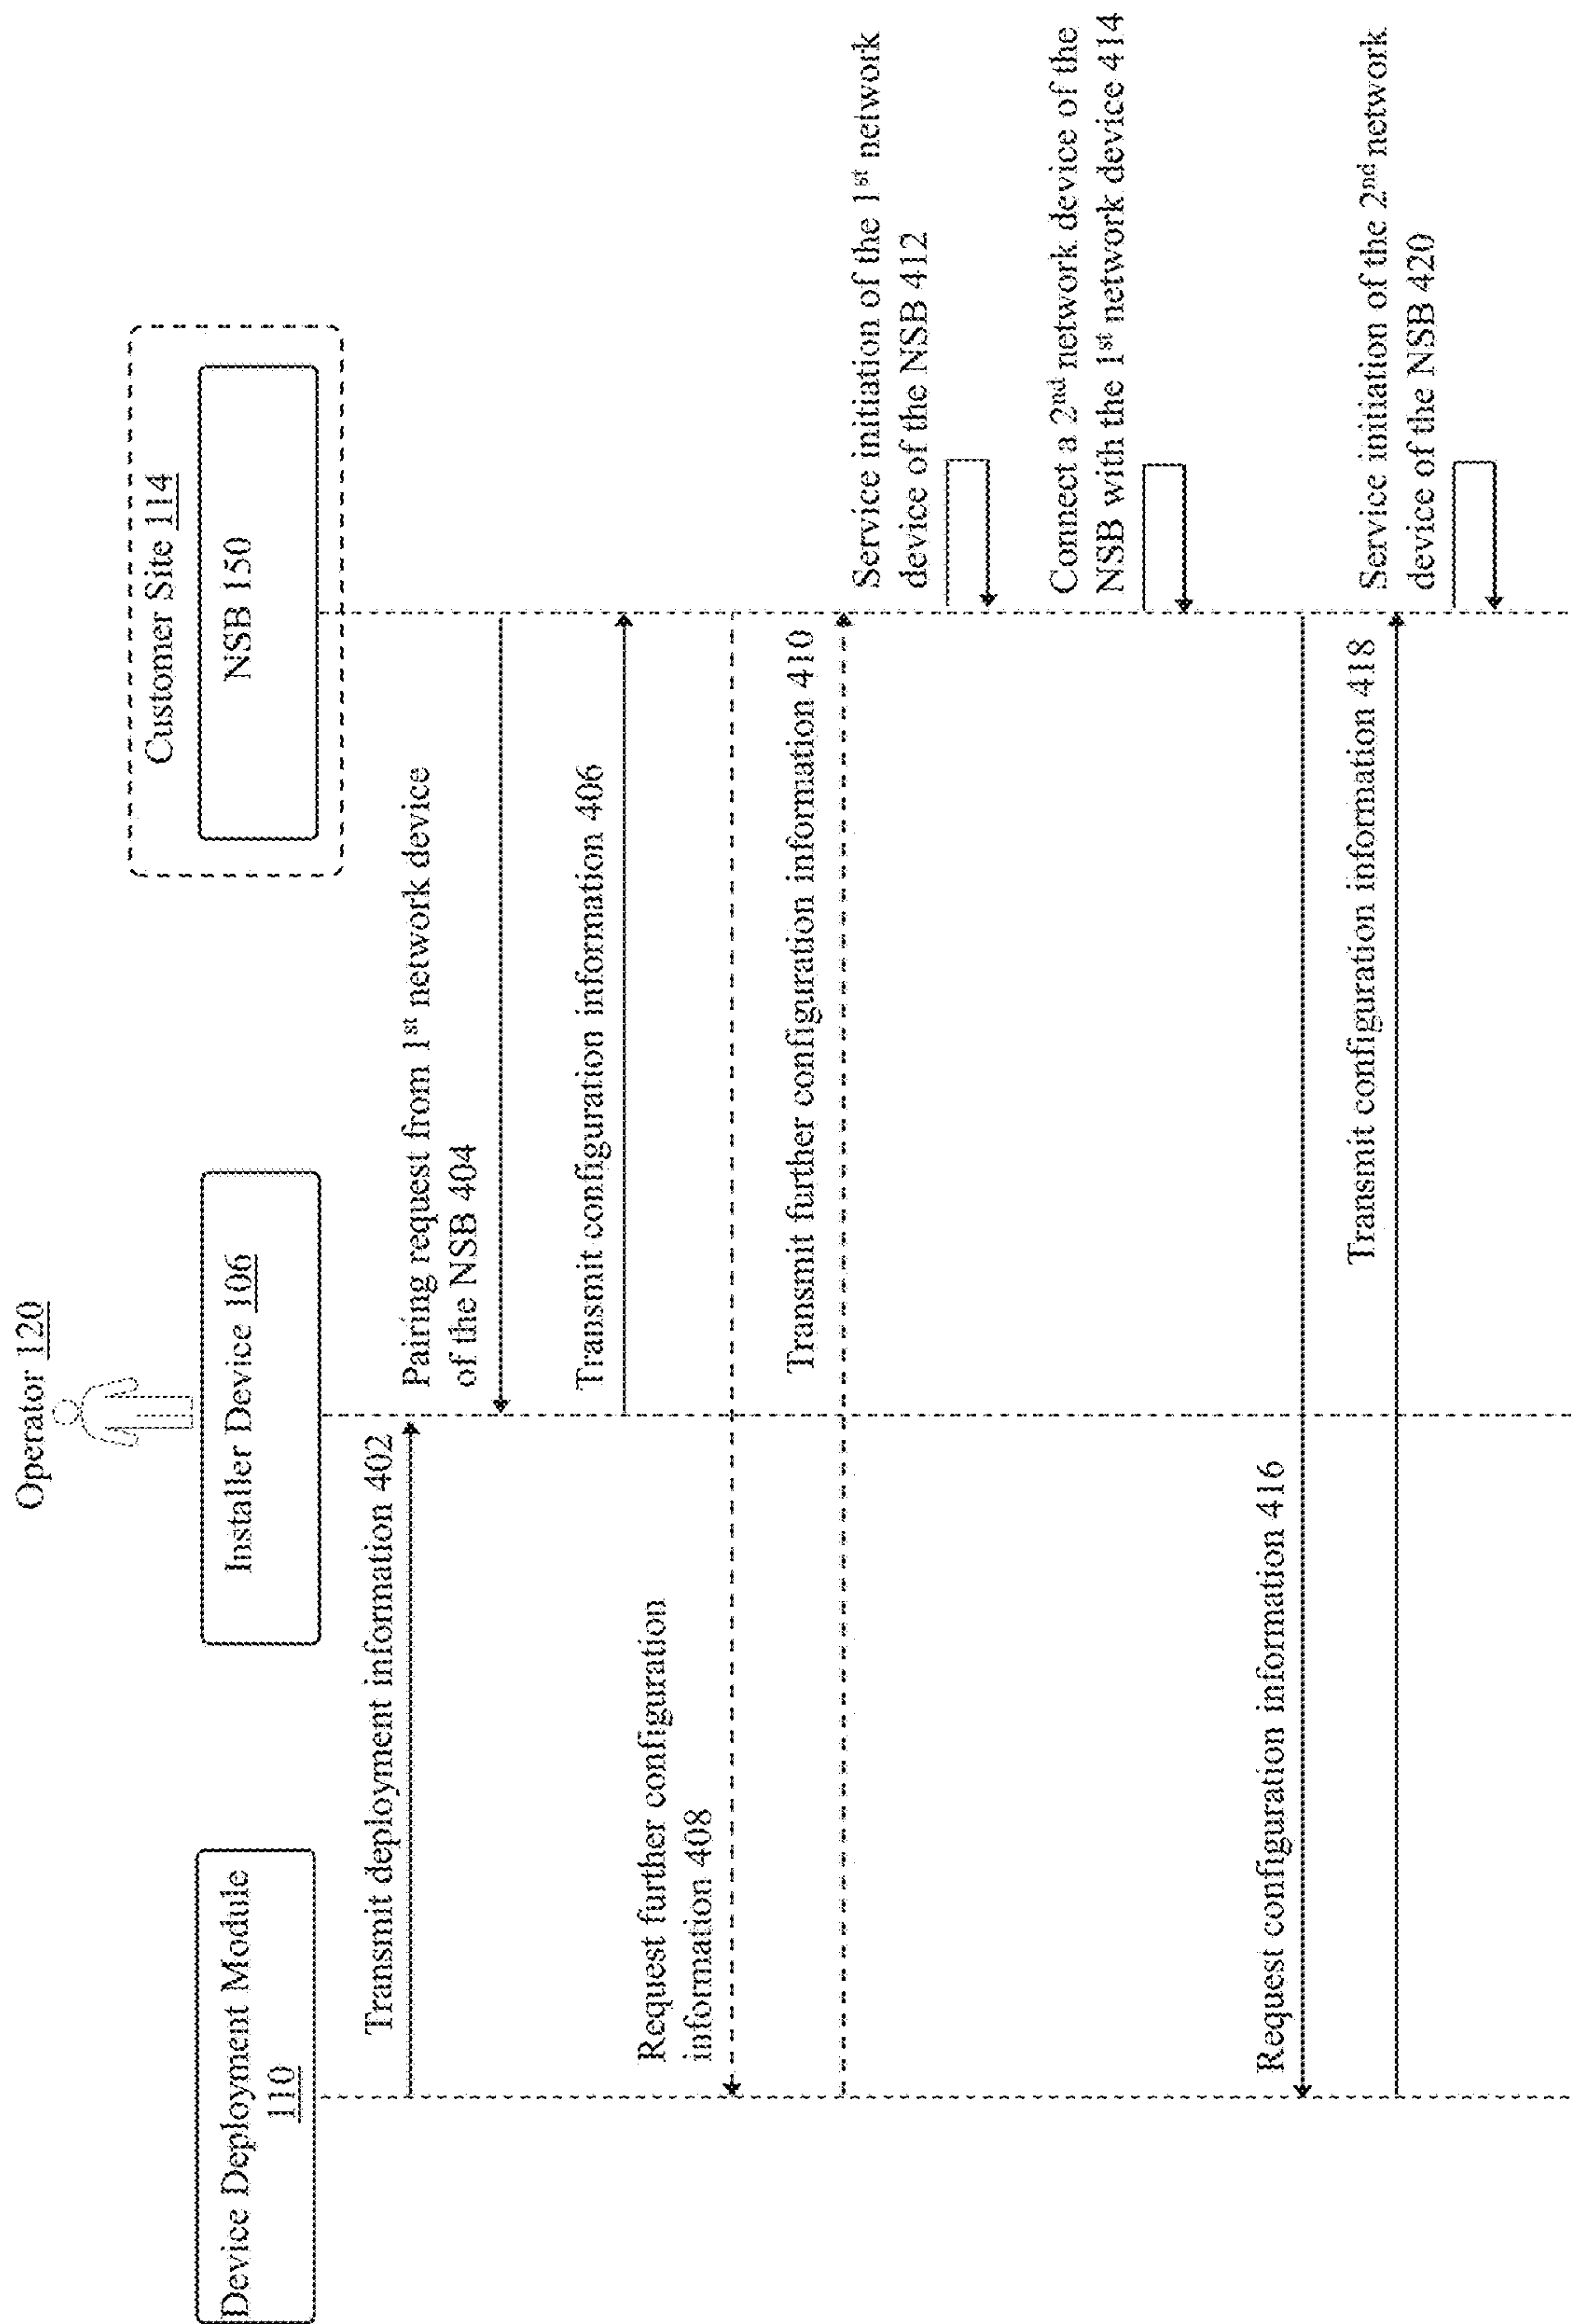 Operator 120
Device Deployment Module
110
Installer Device 106
Customer Site 114
NSB 150
Transmit deployment information 402
Pairing request from 1st network device
of the NSB 404
Transmit configuration information 406
Request further configuration
information 408
Transmit further configuration information 410
Service initiation of the 1st network
device of the NSB 412
Connect a 2nd network device of the
NSB with the 1st network device 414
Request configuration information 416
Transmit configuration information 418
Service initiation of the 2nd network
device of the NSB 420